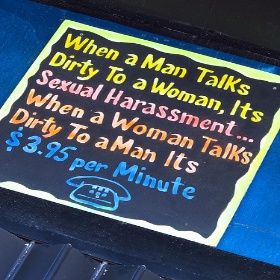 When a Man Talks
Dirty To a Woman, Its
Sexual Harassment...
When a Woman Talks
Dirty To a Man Its
$3.95 per Minute